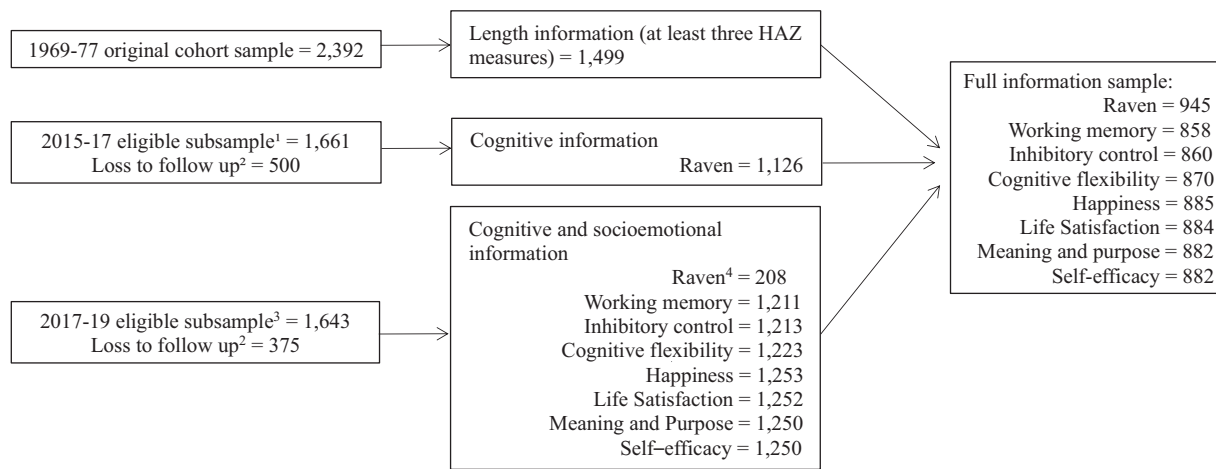 1969-77 original cohort sample = 2,392
Length information (at least three HAZ
measures) = 1,499
2015-17 eligible subsample¹ = 1,661
Loss to follow up² = 500
Cognitive information
Raven = 1,126
2017-19 eligible subsample³ = 1,643
Loss to follow up² = 375
Cognitive and socioemotional
information
Raven⁴ = 208
Working memory = 1,211
Inhibitory control = 1,213
Cognitive flexibility = 1,223
Happiness = 1,253
Life Satisfaction = 1,252
Meaning and Purpose = 1,250
Self–efficacy = 1,250
Full information sample:
Raven = 945
Working memory = 858
Inhibitory control = 860
Cognitive flexibility = 870
Happiness = 885
Life Satisfaction = 884
Meaning and purpose = 882
Self-efficacy = 882